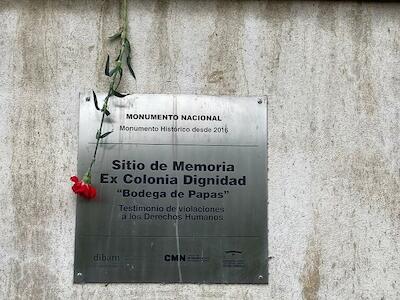 MONUMENTO NACIONAL
Monumento Histórico desde 2016
Sitio de Memoria
Ex Colonia Dignidad
“Bodega de Papas”
Testimonio de violaciones
a los Derechos Humanos
dibam
CMN